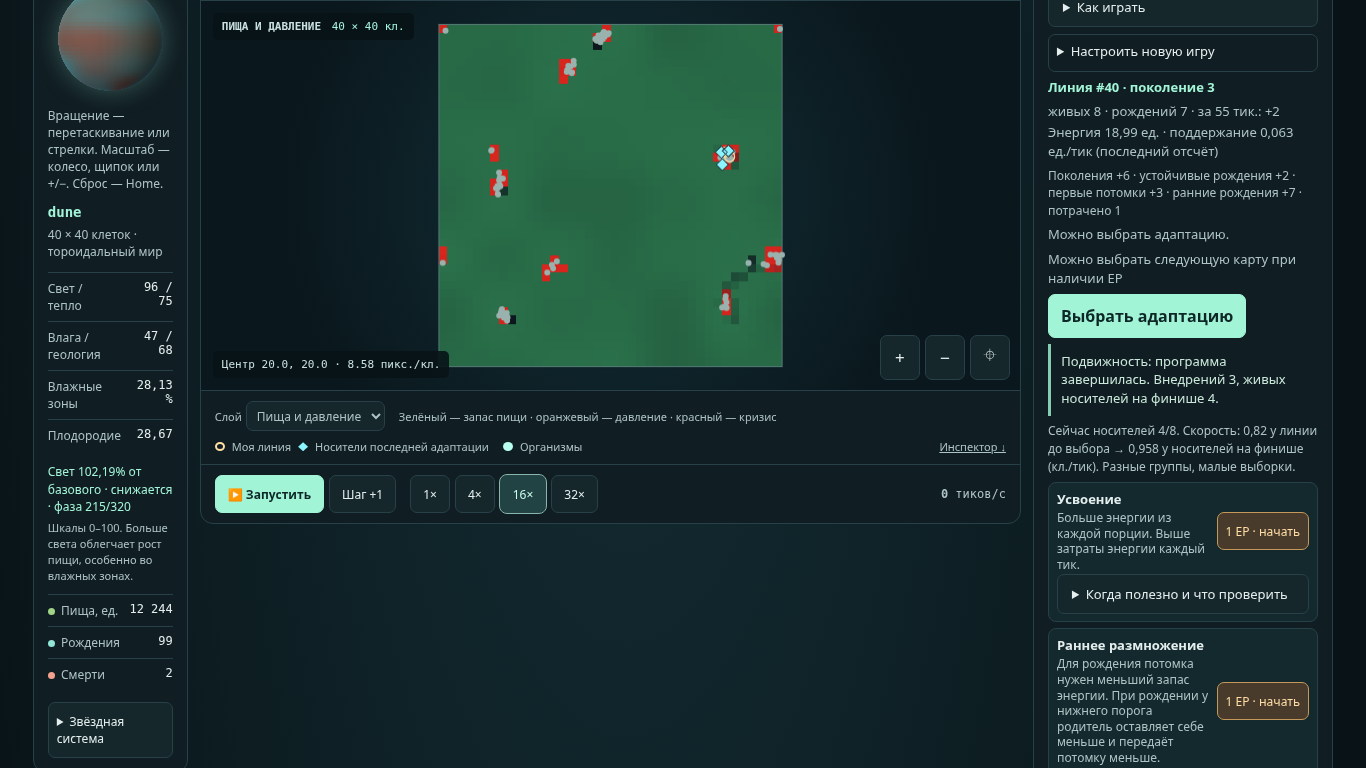 Вращение —
перетаскивание или
стрелки. Масштаб —
колесо, щипок или
+/−. Сброс — Home.
dune
40 × 40 клеток ·
тороидальный мир
Свет / тепло 96 / 75
Влага / геология 47 / 68
Влажные зоны 28,13 %
Плодородие 28,67
Свет 102,19% от
базового · снижается
· фаза 215/320
Шкалы 0–100. Больше
света облегчает рост
пищи, особенно во
влажных зонах.
Пища, ед. 12 244
Рождения 99
Смерти 2
▶ Звёздная
система
ПИЩА И ДАВЛЕНИЕ 40 × 40 кл.
Центр 20.0, 20.0 · 8.58 пикс./кл.
+ −
Слой Пища и давление Зелёный — запас пищи · оранжевый — давление · красный — кризис
Моя линия Носители последней адаптации Организмы Инспектор ↓
▶ Запустить Шаг +1 1× 4× 16× 32× 0 тиков/с
▶ Как играть
▶ Настроить новую игру
Линия #40 · поколение 3
живых 8 · рождений 7 · за 55 тик.: +2
Энергия 18,99 ед. · поддержание 0,063
ед./тик (последний отсчёт)
Поколения +6 · устойчивые рождения +2 ·
первые потомки +3 · ранние рождения +7 ·
потрачено 1
Можно выбрать адаптацию.
Можно выбрать следующую карту при
наличии EP
Выбрать адаптацию
Подвижность: программа
завершилась. Внедрений 3, живых
носителей на финише 4.
Сейчас носителей 4/8. Скорость: 0,82 у линии
до выбора → 0,958 у носителей на финише
(кл./тик). Разные группы, малые выборки.
Усвоение
Больше энергии из
каждой порции. Выше
затраты энергии каждый
тик.
1 EP · начать
▶ Когда полезно и что проверить
Раннее размножение
Для рождения потомка
нужен меньший запас
энергии. При рождении у
нижнего порога
родитель оставляет себе
меньше и передаёт
потомку меньше.
1 EP · начать